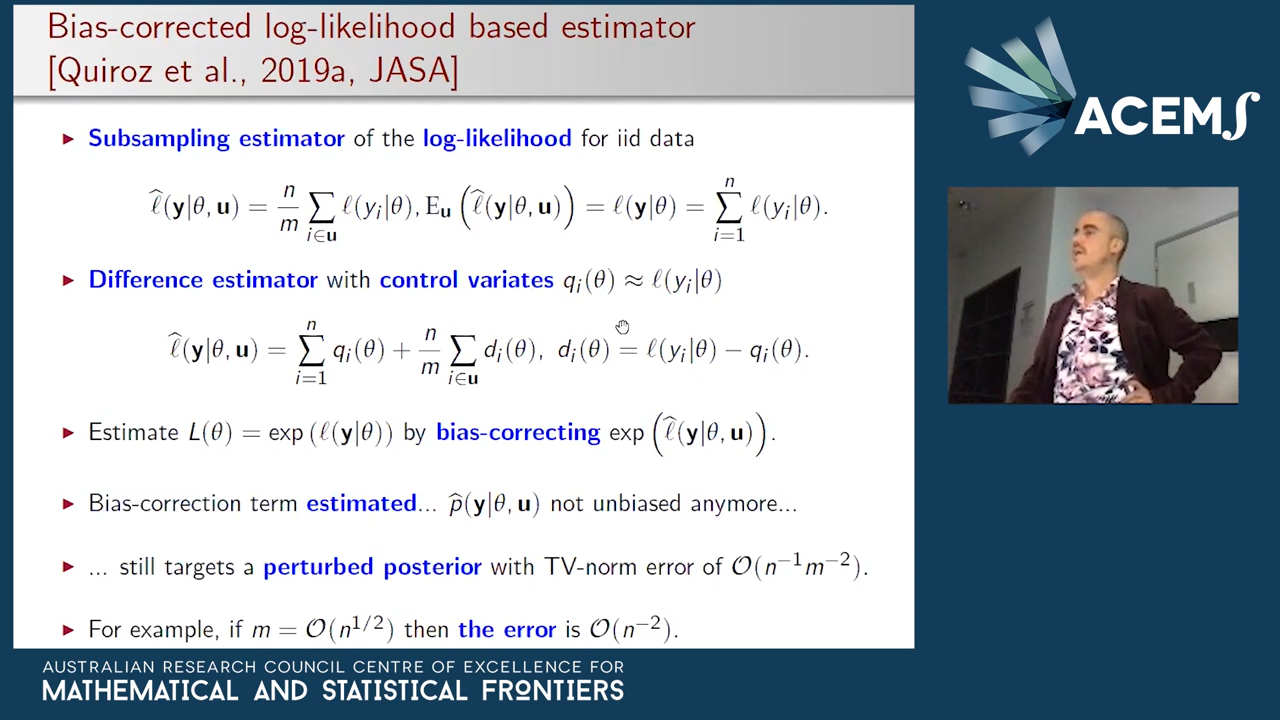 Bias-corrected log-likelihood based estimator
[Quiroz et al., 2019a, JASA]
► Subsampling estimator of the log-likelihood for iid data
ℓ̂(y|θ, u) = n/m ∑_{i∈u} ℓ(y_i|θ), E_u (ℓ̂(y|θ, u)) = ℓ(y|θ) = ∑_{i=1}^{n} ℓ(y_i|θ).
► Difference estimator with control variates q_i(θ) ≈ ℓ(y_i|θ)
ℓ̂(y|θ, u) = ∑_{i=1}^{n} q_i(θ) + n/m ∑_{i∈u} d_i(θ), d_i(θ) = ℓ(y_i|θ) − q_i(θ).
► Estimate L(θ) = exp (ℓ(y|θ)) by bias-correcting exp (ℓ̂(y|θ, u)).
► Bias-correction term estimated... p̂(y|θ, u) not unbiased anymore...
► ... still targets a perturbed posterior with TV-norm error of O(n^{−1}m^{−2}).
► For example, if m = O(n^{1/2}) then the error is O(n^{−2}).
ACEMS
AUSTRALIAN RESEARCH COUNCIL CENTRE OF EXCELLENCE FOR
MATHEMATICAL AND STATISTICAL FRONTIERS